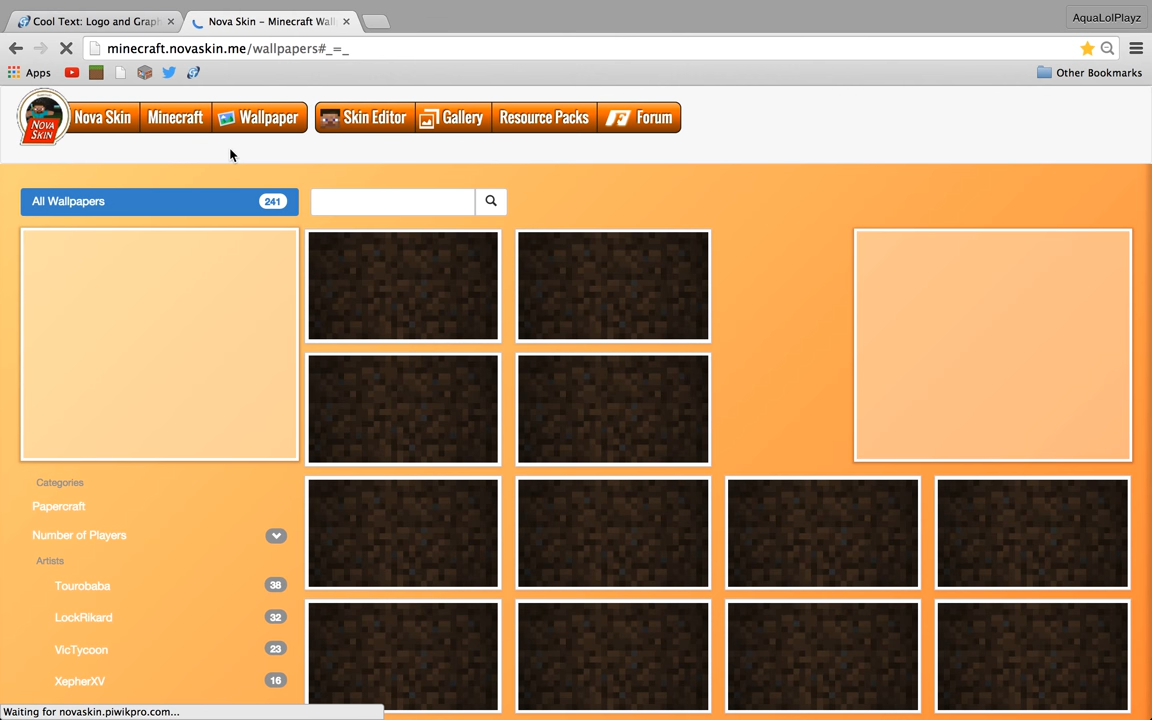 Cool Text: Logo and Graph
Nova Skin – Minecraft Wall
AquaLolPlayz
minecraft.novaskin.me/wallpapers#_=_
Apps
Other Bookmarks
NOVA SKIN
Nova Skin
Minecraft
Wallpaper
Skin Editor
Gallery
Resource Packs
Forum
All Wallpapers 241
Categories
Papercraft
Number of Players
Artists
Tourobaba 38
LockRikard 32
VicTycoon 23
XepherXV 16
Waiting for novaskin.piwikpro.com...